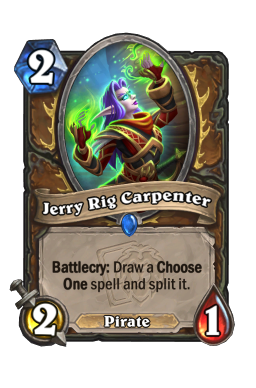 2
Jerry Rig Carpenter
Battlecry: Draw a Choose
One spell and split it.
2
Pirate
1